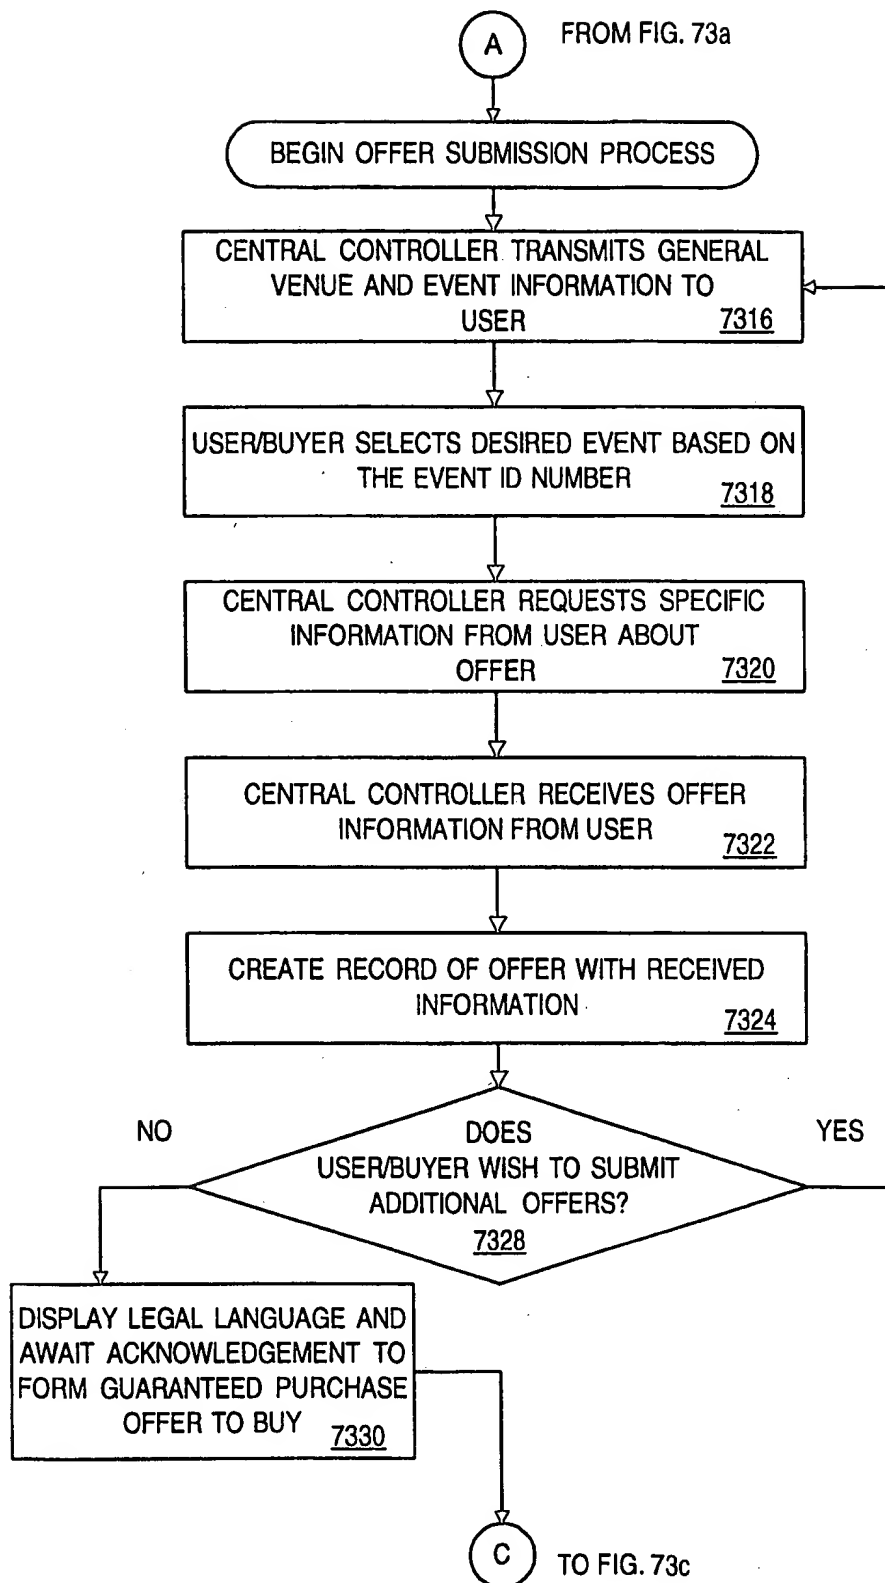 A
FROM FIG. 73a
BEGIN OFFER SUBMISSION PROCESS
CENTRAL CONTROLLER TRANSMITS GENERAL
VENUE AND EVENT INFORMATION TO
USER
7316
USER/BUYER SELECTS DESIRED EVENT BASED ON
THE EVENT ID NUMBER
7318
CENTRAL CONTROLLER REQUESTS SPECIFIC
INFORMATION FROM USER ABOUT
OFFER
7320
CENTRAL CONTROLLER RECEIVES OFFER
INFORMATION FROM USER
7322
CREATE RECORD OF OFFER WITH RECEIVED
INFORMATION
7324
NO
YES
DOES
USER/BUYER WISH TO SUBMIT
ADDITIONAL OFFERS?
7328
DISPLAY LEGAL LANGUAGE AND
AWAIT ACKNOWLEDGEMENT TO
FORM GUARANTEED PURCHASE
OFFER TO BUY
7330
C
TO FIG. 73c